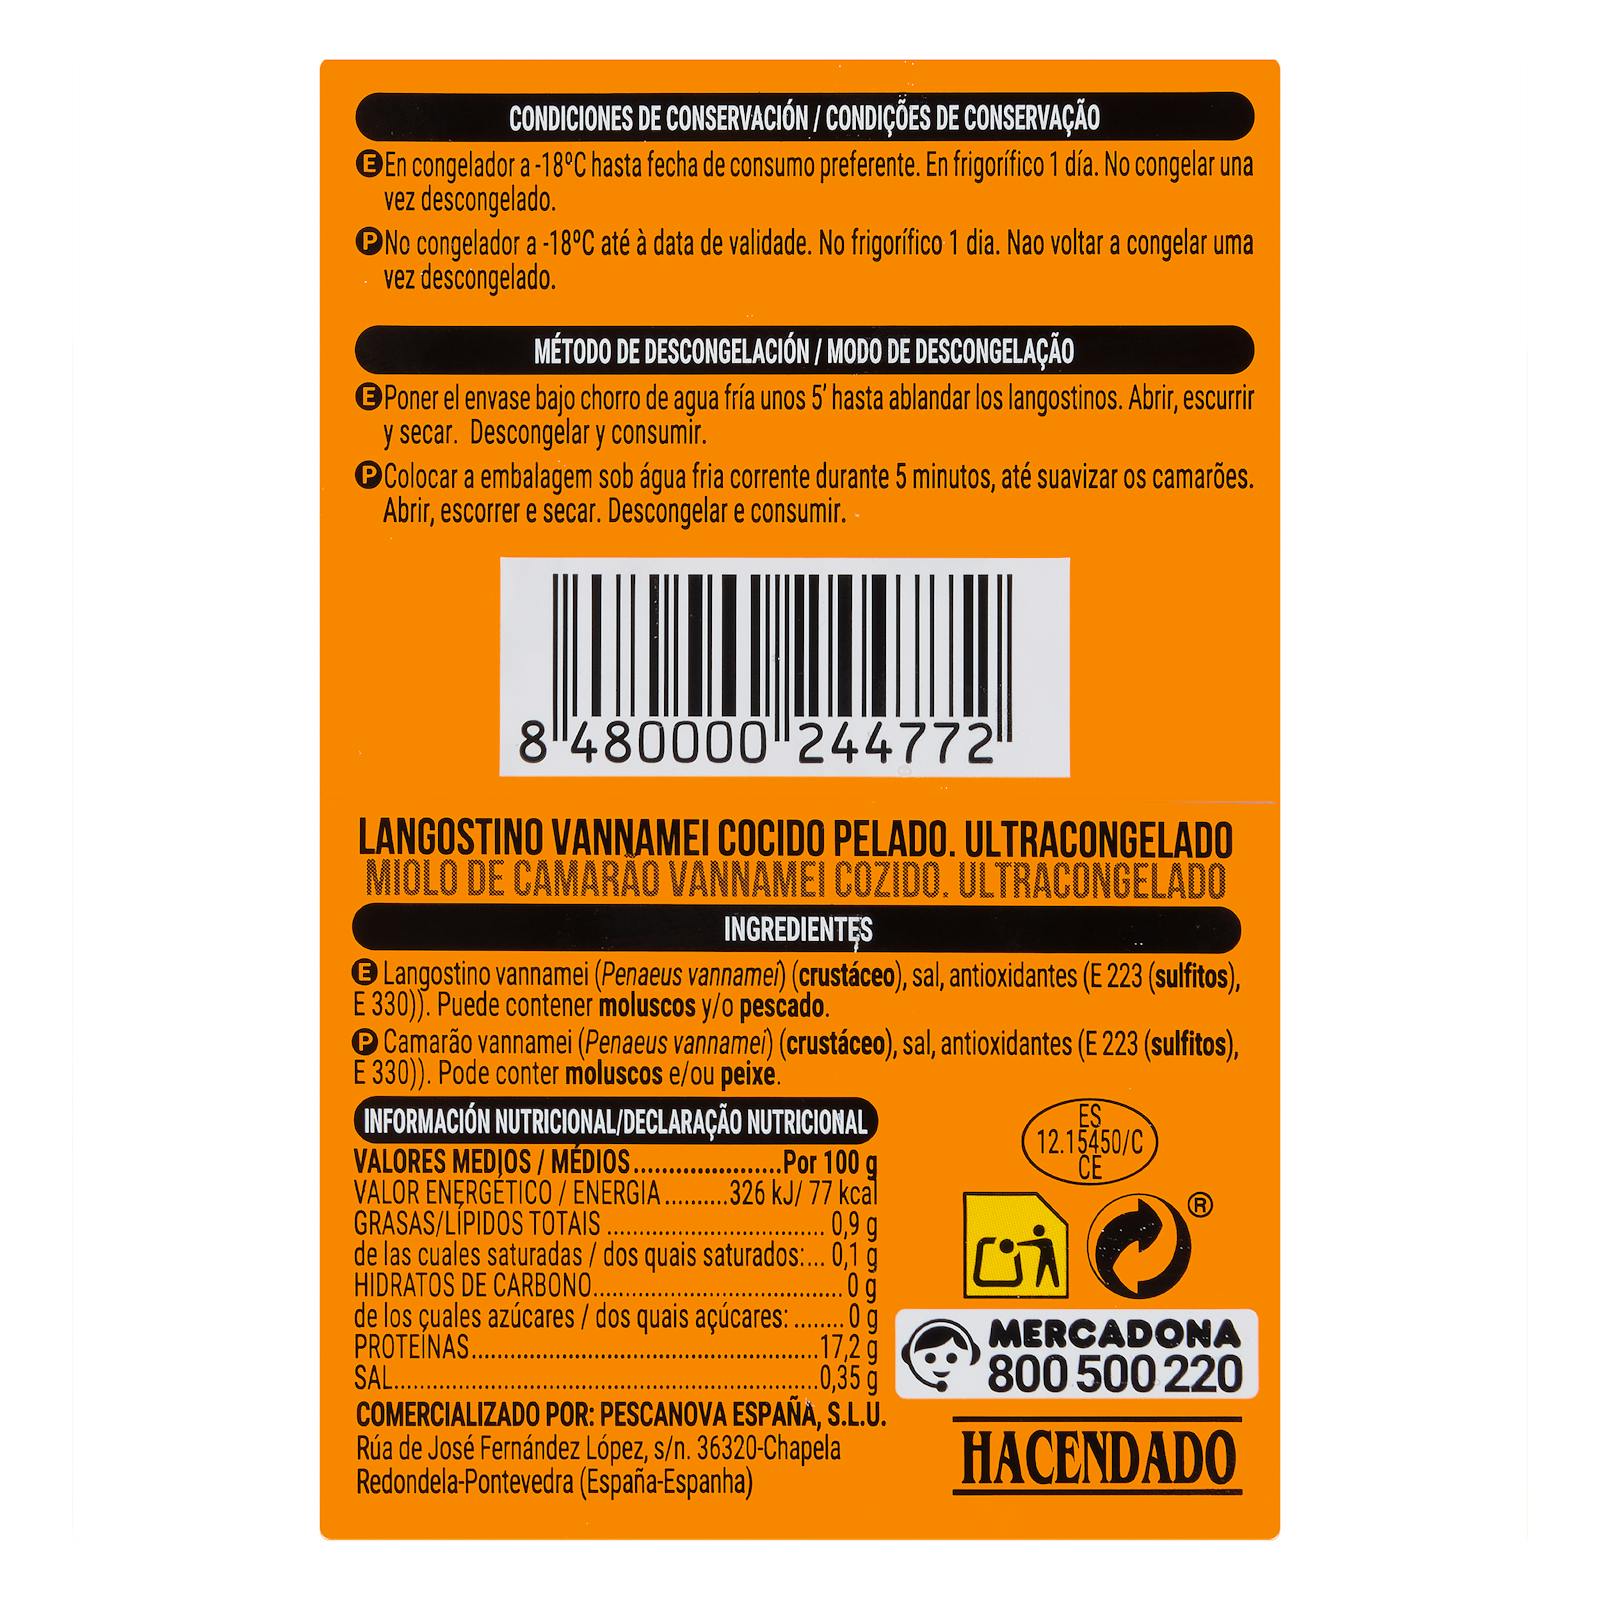 CONDICIONES DE CONSERVACIÓN / CONDIÇÕES DE CONSERVAÇÃO
E En congelador a -18ºC hasta fecha de consumo preferente. En frigorífico 1 día. No congelar una
vez descongelado.
P No congelador a -18ºC até à data de validade. No frigorífico 1 dia. Nao voltar a congelar uma
vez descongelado.
MÉTODO DE DESCONGELACIÓN / MODO DE DESCONGELAÇÃO
E Poner el envase bajo chorro de agua fría unos 5' hasta ablandar los langostinos. Abrir, escurrir
y secar. Descongelar y consumir.
P Colocar a embalagem sob água fria corrente durante 5 minutos, até suavizar os camarões.
Abrir, escorrer e secar. Descongelar e consumir.
8 480000 244772
LANGOSTINO VANNAMEI COCIDO PELADO. ULTRACONGELADO
MIOLO DE CAMARÃO VANNAMEI COZIDO. ULTRACONGELADO
INGREDIENTES
E Langostino vannamei (Penaeus vannamei) (crustáceo), sal, antioxidantes (E 223 (sulfitos),
E 330)). Puede contener moluscos y/o pescado.
P Camarão vannamei (Penaeus vannamei) (crustáceo), sal, antioxidantes (E 223 (sulfitos),
E 330)). Pode conter moluscos e/ou peixe.
INFORMACIÓN NUTRICIONAL/DECLARAÇÃO NUTRICIONAL
VALORES MEDIOS / MÉDIOS......................Por 100 g
VALOR ENERGÉTICO / ENERGIA..........326 kJ/ 77 kcal
GRASAS/LÍPIDOS TOTAIS ................................. 0,9 g
de las cuales saturadas / dos quais saturados:... 0,1 g
HIDRATOS DE CARBONO..................................... 0 g
de los cuales azúcares / dos quais açúcares: ........ 0 g
PROTEÍNAS.....................................................17,2 g
SAL.................................................................0,35 g
COMERCIALIZADO POR: PESCANOVA ESPAÑA, S.L.U.
Rúa de José Fernández López, s/n. 36320-Chapela
Redondela-Pontevedra (España-Espanha)
ES
12.15450/C
CE
®
MERCADONA
800 500 220
HACENDADO